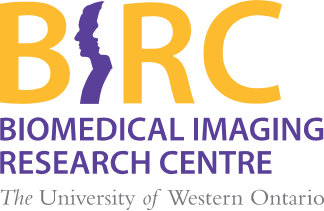 BIRC
BIOMEDICAL IMAGING
RESEARCH CENTRE
The University of Western Ontario